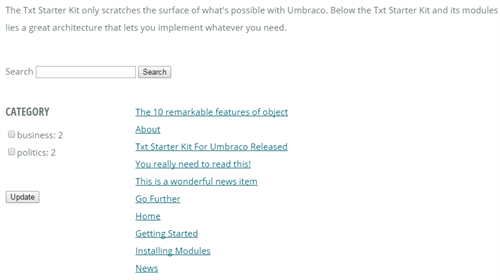 The Txt Starter Kit only scratches the surface of what's possible with Umbraco. Below the Txt Starter Kit and its modules
lies a great architecture that lets you implement whatever you need.
Search Search
CATEGORY
business: 2
politics: 2
Update
The 10 remarkable features of object
About
Txt Starter Kit For Umbraco Released
You really need to read this!
This is a wonderful news item
Go Further
Home
Getting Started
Installing Modules
News